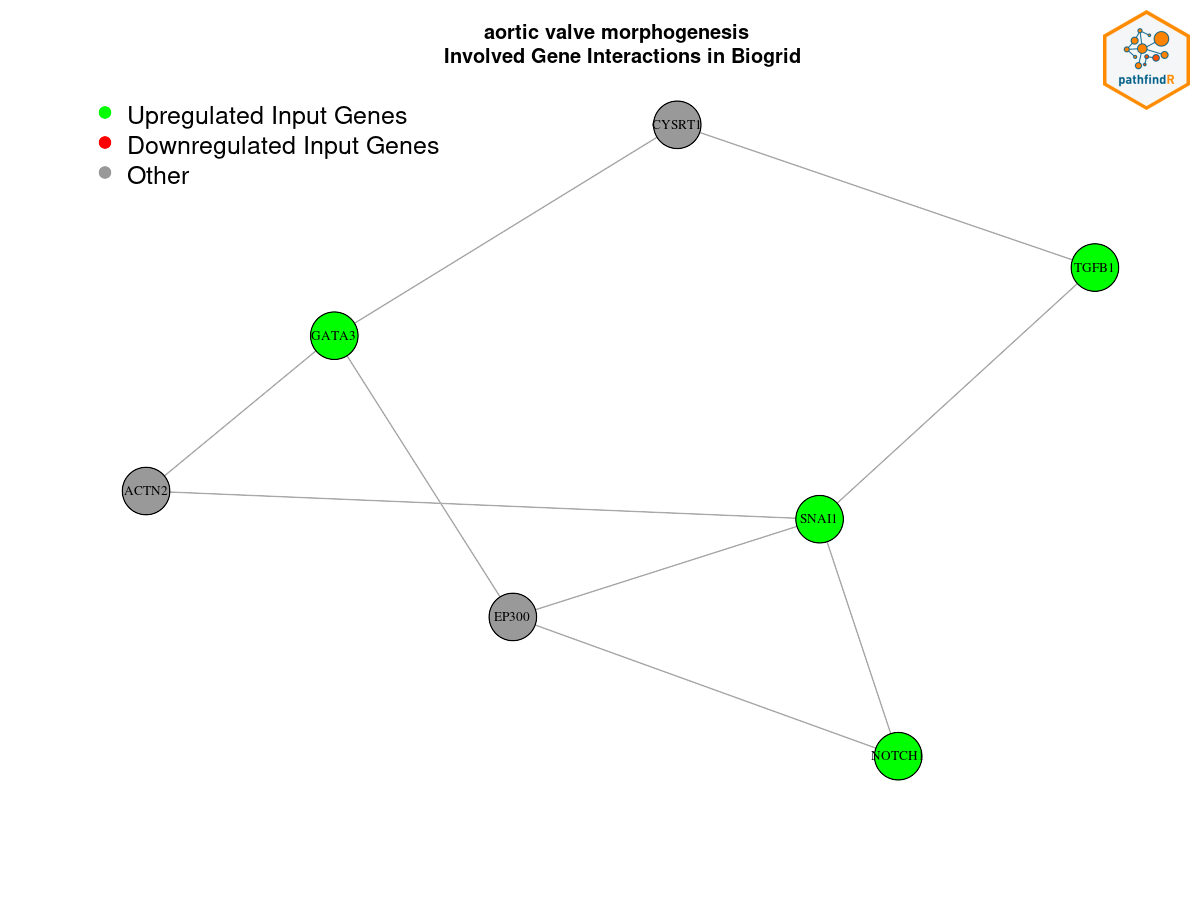 aortic valve morphogenesis
Involved Gene Interactions in Biogrid
pathfindR
Upregulated Input Genes
Downregulated Input Genes
Other
CYSRT1
TGFB1
GATA3
ACTN2
SNAI1
EP300
NOTCH